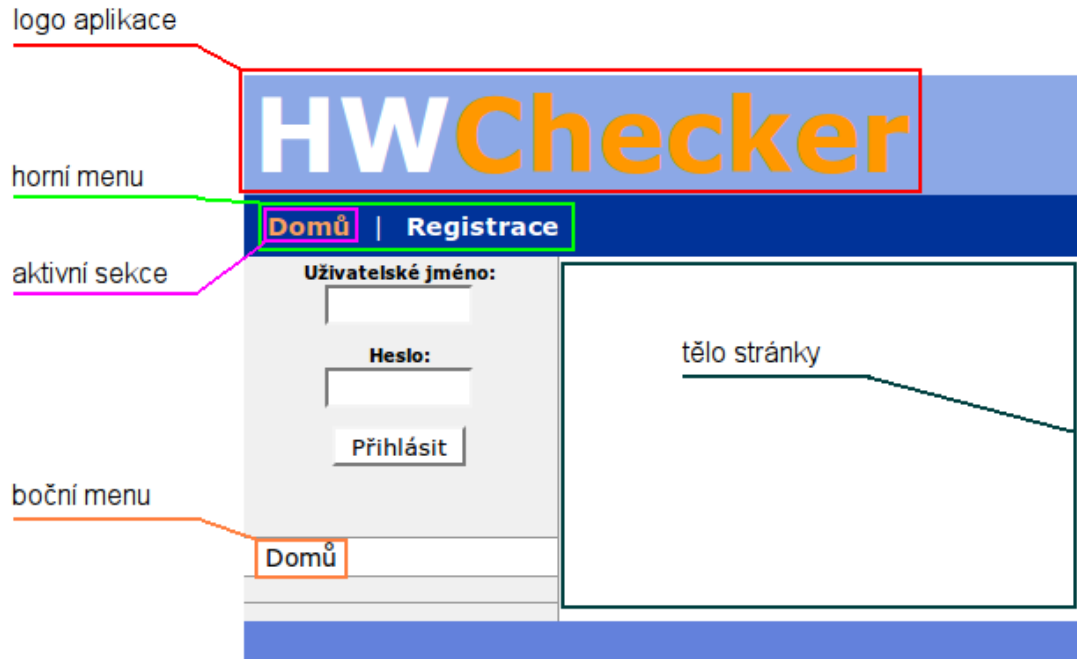 logo aplikace
HWChecker
horní menu
Domů | Registrace
aktivní sekce
Uživatelské jméno:
Heslo:
tělo stránky
Přihlásit
boční menu
Domů